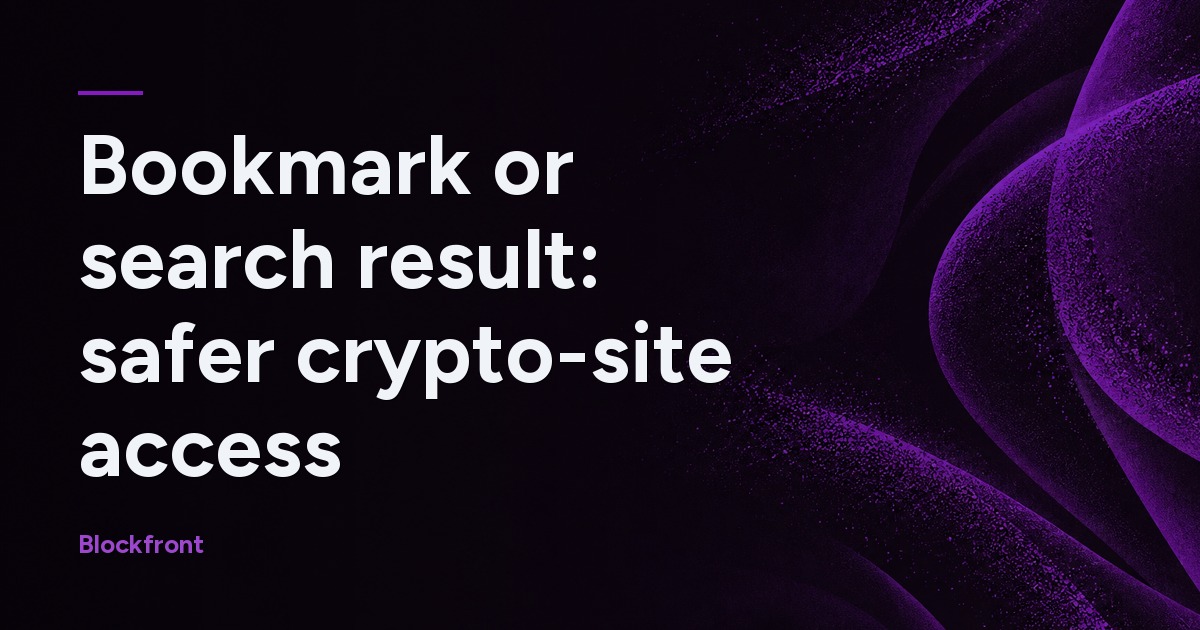 Bookmark or
search result:
safer crypto-site
access
Blockfront